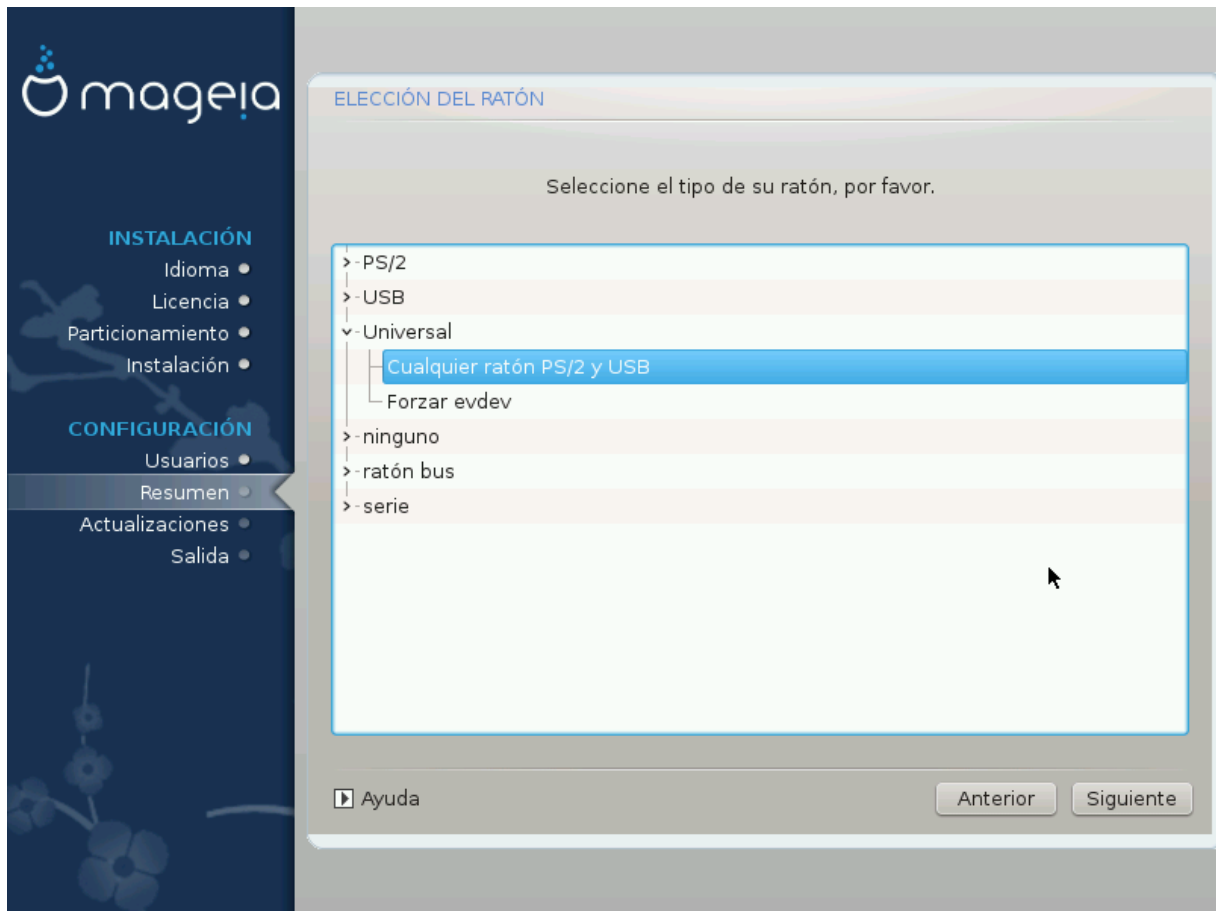 mageia
INSTALACIÓN
Idioma
Licencia
Particionamiento
Instalación
CONFIGURACIÓN
Usuarios
Resumen
Actualizaciones
Salida
ELECCIÓN DEL RATÓN
Seleccione el tipo de su ratón, por favor.
PS/2
USB
Universal
Cualquier ratón PS/2 y USB
Forzar evdev
ninguno
ratón bus
serie
Ayuda
Anterior
Siguiente